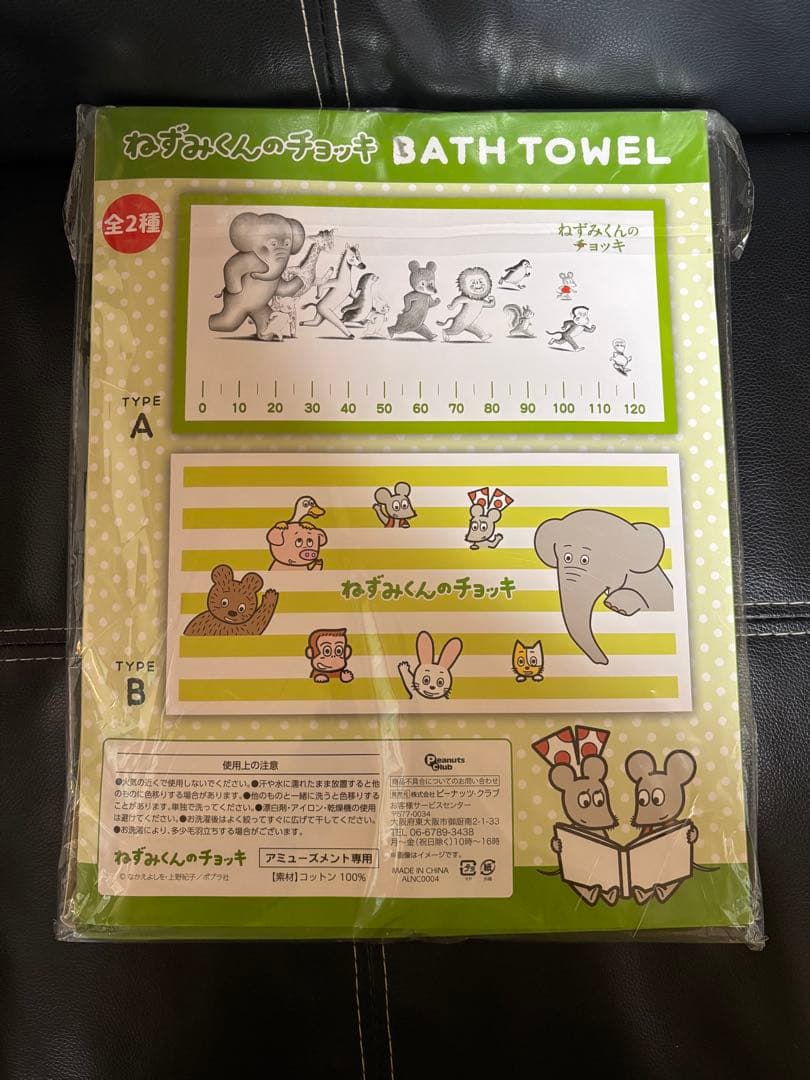 ねずみくんのチョッキ BATH TOWEL
全2種
ねずみくんの
チョッキ
0 10 20 30 40 50 60 70 80 90 100 110 120
TYPE
A
ねずみくんのチョッキ
TYPE
B
使用上の注意
●火気の近くで使用しないでください。●汗や水に濡れたまま放置すると他
のものに色移りする場合があります。●他のものと一緒に洗うと色移りする
ことがあります。単独で洗ってください。●漂白剤・アイロン・乾燥機の使用
は避けてください。●お洗濯後はよく絞ってすぐに広げて干してください。
●お洗濯により、多少毛羽立ちする場合がございます。
ねずみくんのチョッキ
アミューズメント専用
©なかえよしを・上野紀子/ポプラ社
【素材】コットン 100%
Peanuts
Club
商品不具合についてのお問い合わせ
発売元 株式会社ピーナッツ・クラブ
お客様サービスセンター
〒577-0034
大阪府東大阪市御厨南2-1-33
TEL 06-6789-3438
月〜金(祝日除く)10時〜16時
※画像はイメージです。
MADE IN CHINA
ALNC0004
プラ
紙